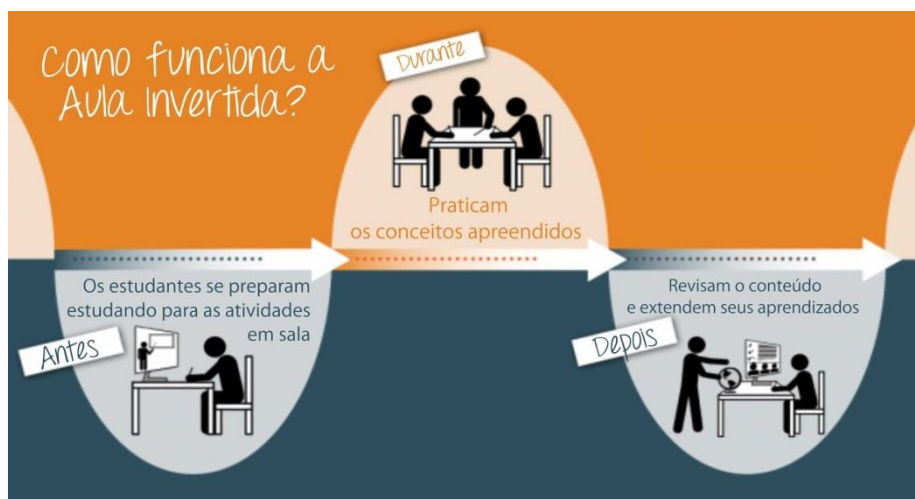 Como funciona a
Aula Invertida?
Durante
Praticam
os conceitos apreendidos
Os estudantes se preparam
estudando para as atividades
em sala
Antes
Revisam o conteúdo
e extendem seus aprendizados
Depois